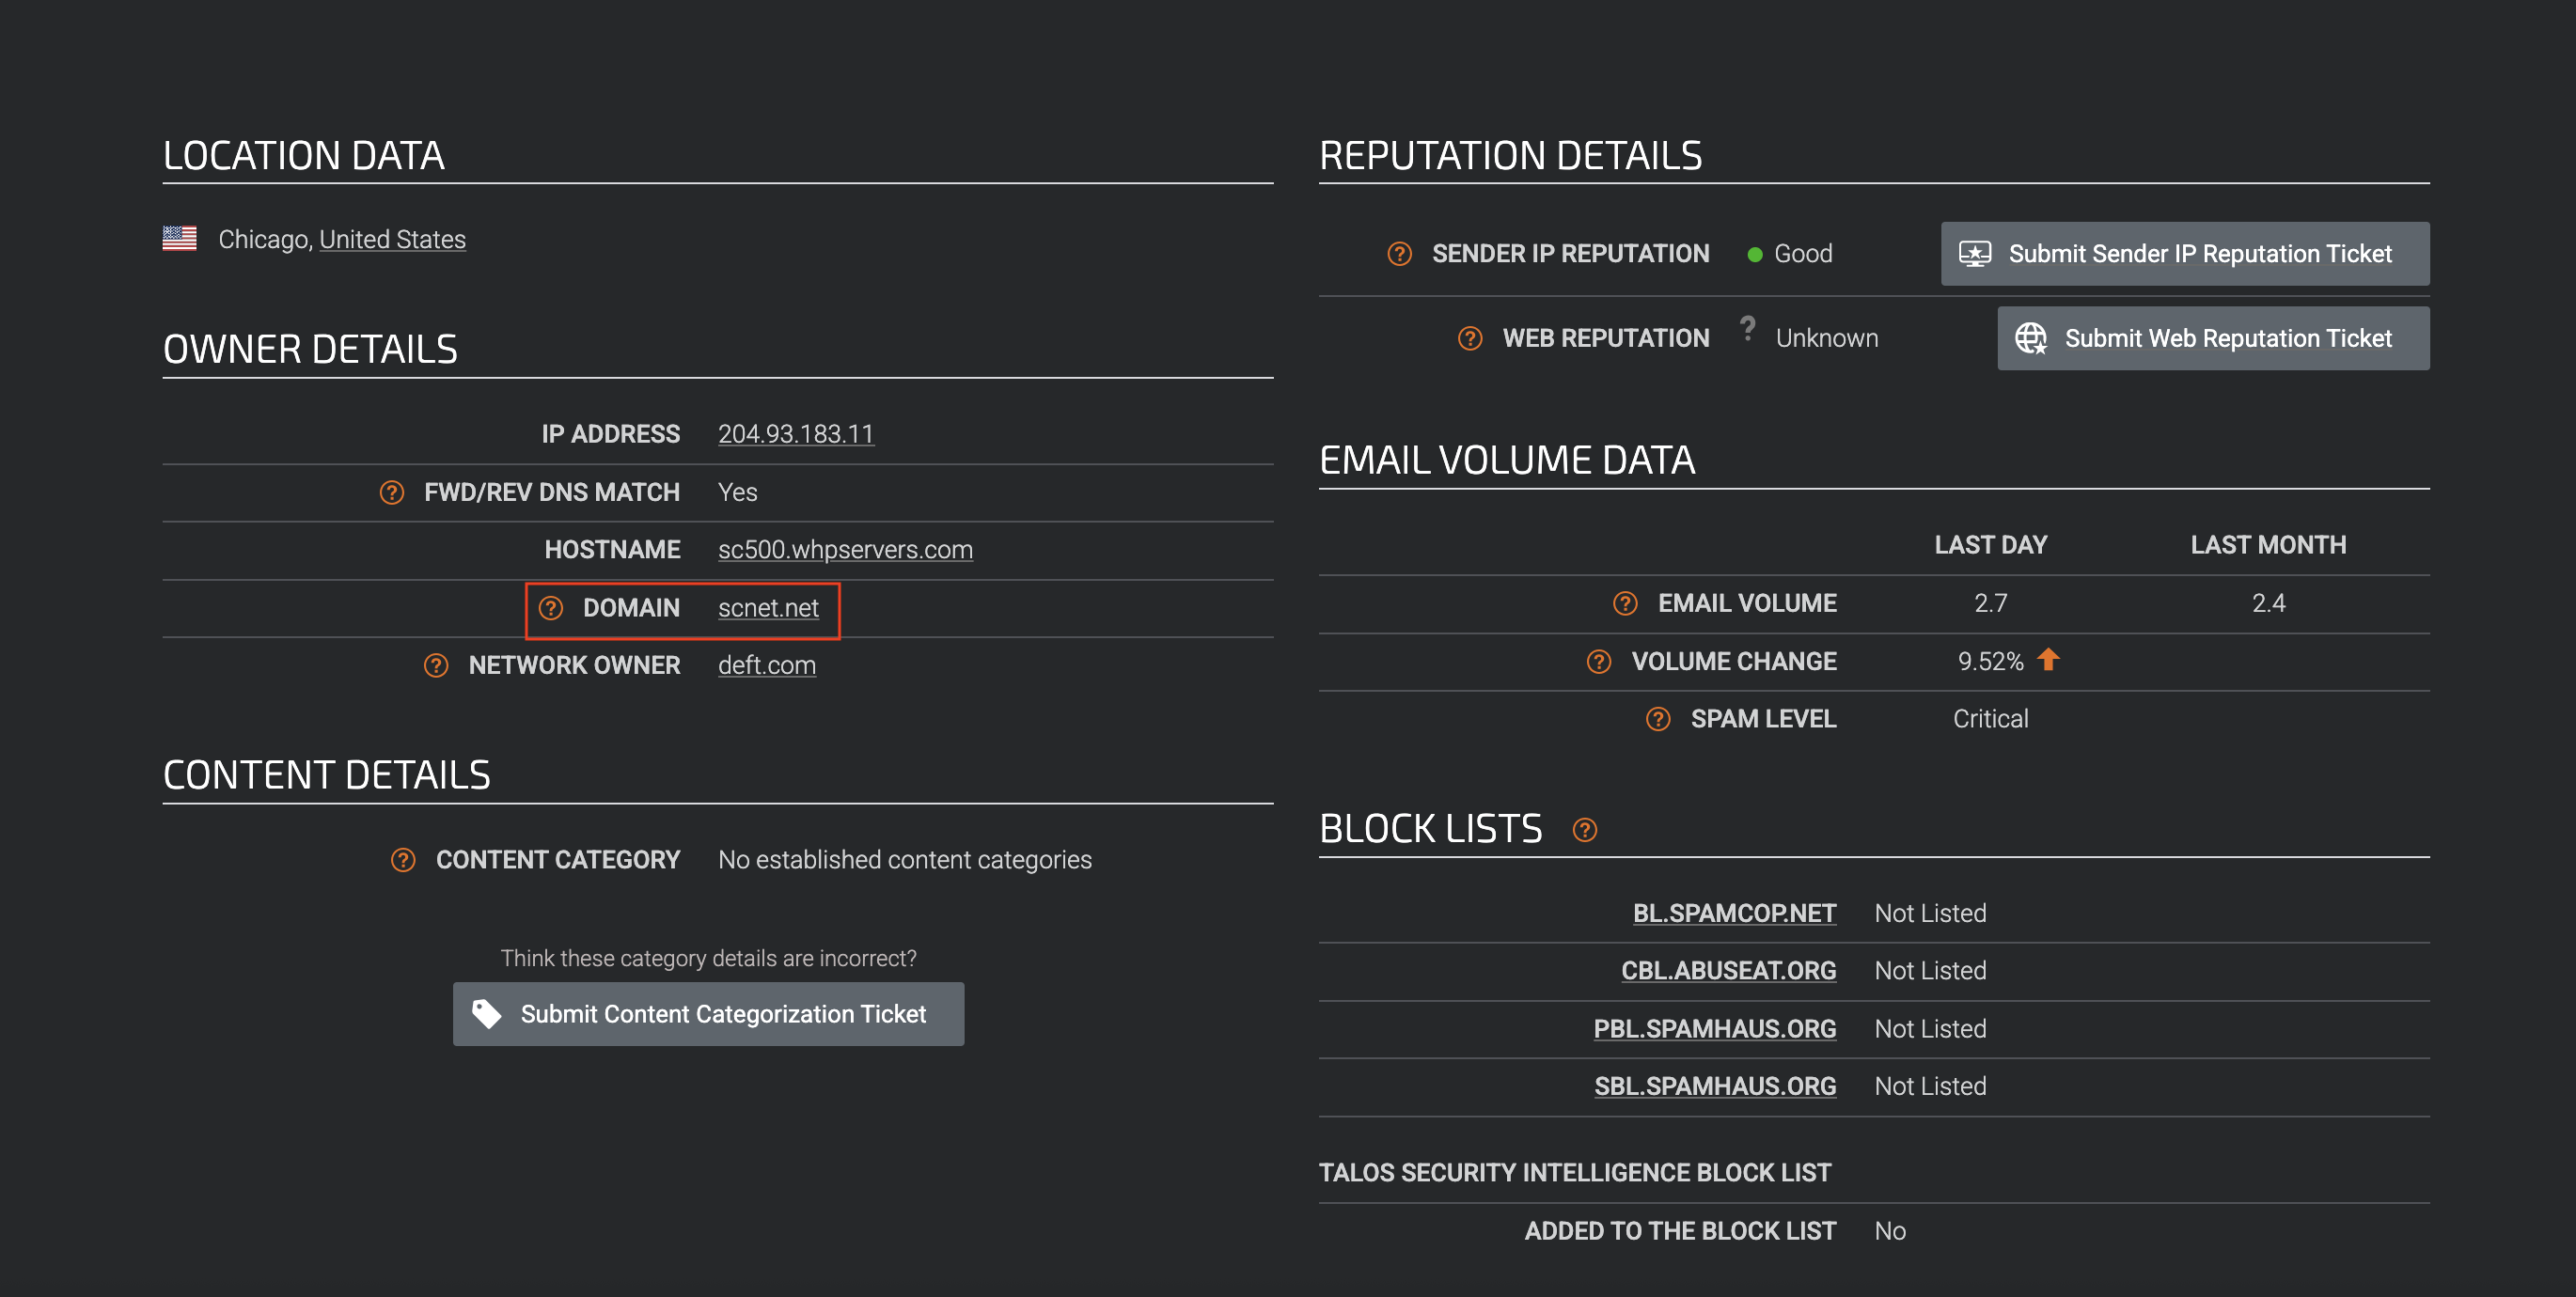 LOCATION DATA
Chicago, United States
OWNER DETAILS
IP ADDRESS 204.93.183.11
? FWD/REV DNS MATCH Yes
HOSTNAME sc500.whpservers.com
? DOMAIN scnet.net
? NETWORK OWNER deft.com
CONTENT DETAILS
? CONTENT CATEGORY No established content categories
Think these category details are incorrect?
Submit Content Categorization Ticket
REPUTATION DETAILS
? SENDER IP REPUTATION Good Submit Sender IP Reputation Ticket
? WEB REPUTATION ? Unknown Submit Web Reputation Ticket
EMAIL VOLUME DATA
LAST DAY LAST MONTH
? EMAIL VOLUME 2.7 2.4
? VOLUME CHANGE 9.52%
? SPAM LEVEL Critical
BLOCK LISTS ?
BL.SPAMCOP.NET Not Listed
CBL.ABUSEAT.ORG Not Listed
PBL.SPAMHAUS.ORG Not Listed
SBL.SPAMHAUS.ORG Not Listed
TALOS SECURITY INTELLIGENCE BLOCK LIST
ADDED TO THE BLOCK LIST No